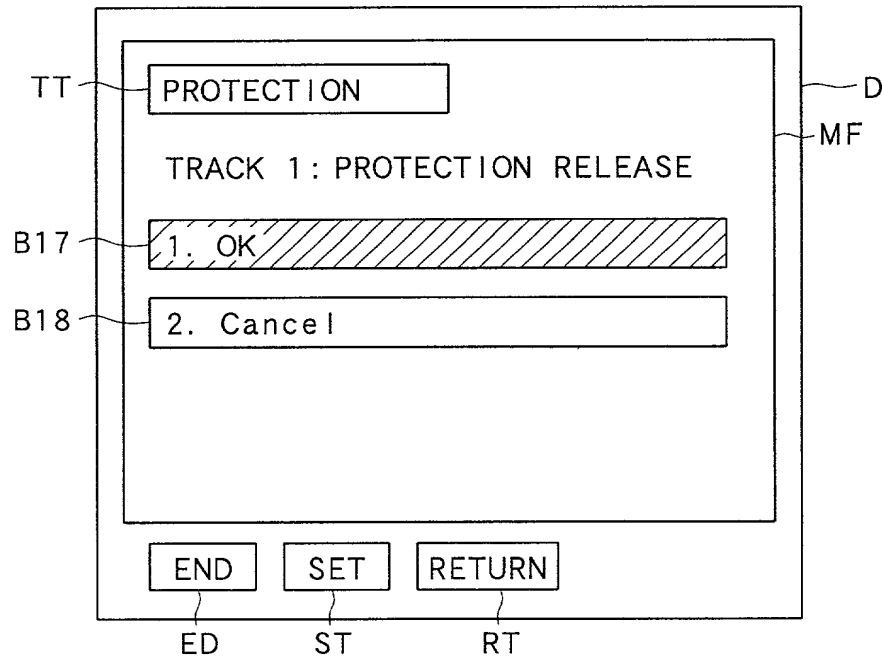 TT
PROTECTION
D
MF
TRACK 1: PROTECTION RELEASE
B17
1. OK
B18
2. Cancel
END SET RETURN
ED ST RT